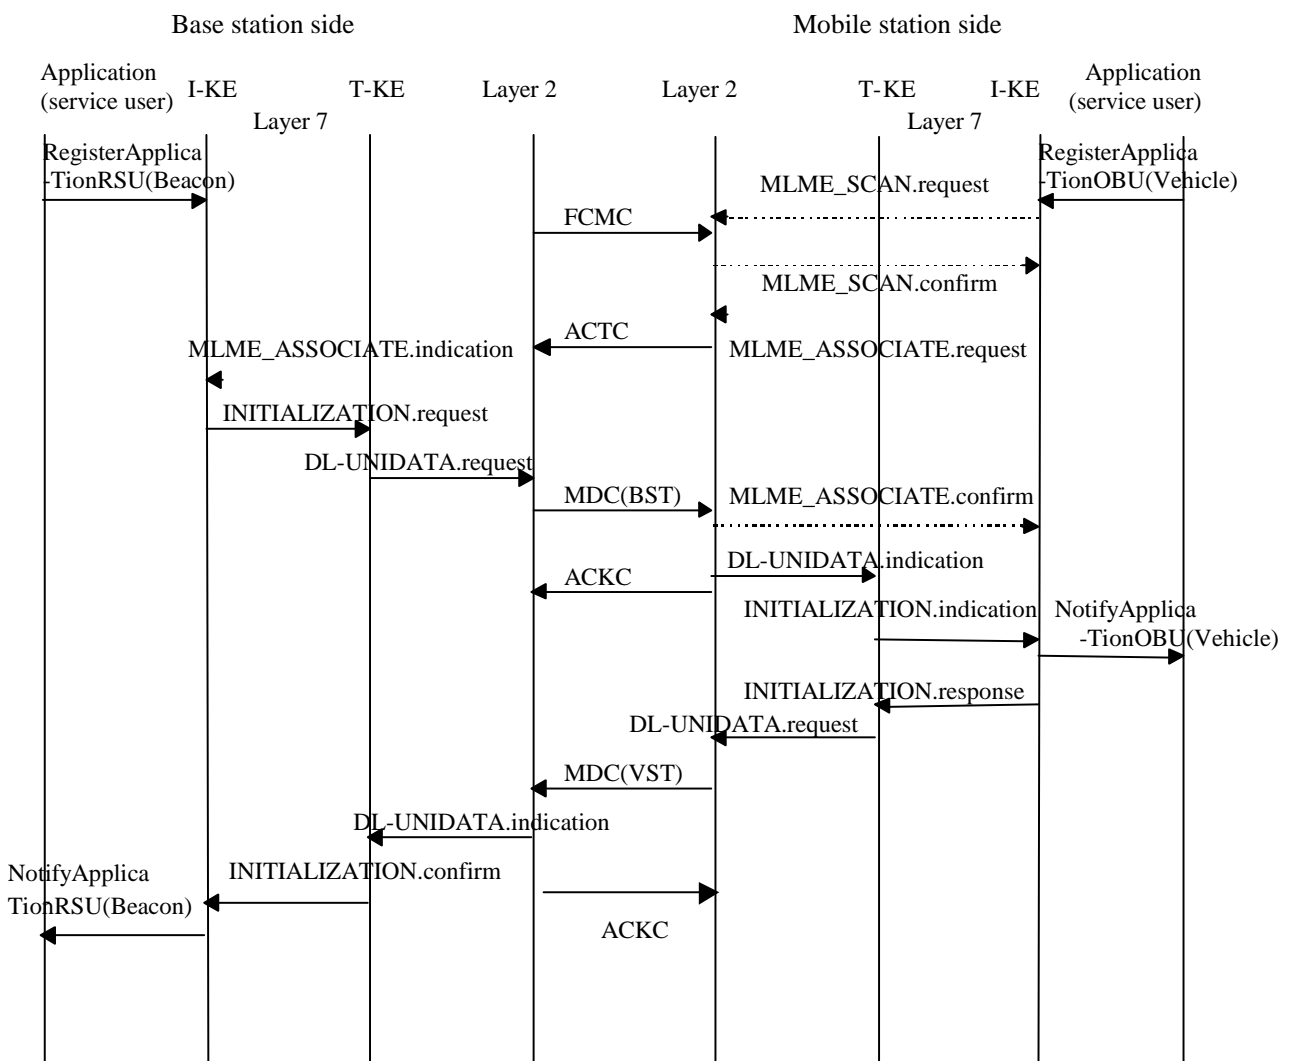 Base station side
Mobile station side
Application
(service user)
I-KE
T-KE
Layer 2
Layer 2
T-KE
I-KE
Application
(service user)
Layer 7
Layer 7
RegisterApplica
-TionRSU(Beacon)
RegisterApplica
-TionOBU(Vehicle)
MLME_SCAN.request
FCMC
MLME_SCAN.confirm
ACTC
MLME_ASSOCIATE.indication
MLME_ASSOCIATE.request
INITIALIZATION.request
DL-UNIDATA.request
MDC(BST)
MLME_ASSOCIATE.confirm
DL-UNIDATA.indication
ACKC
INITIALIZATION.indication
NotifyApplica
-TionOBU(Vehicle)
INITIALIZATION.response
DL-UNIDATA.request
MDC(VST)
DL-UNIDATA.indication
INITIALIZATION.confirm
NotifyApplica
TionRSU(Beacon)
ACKC